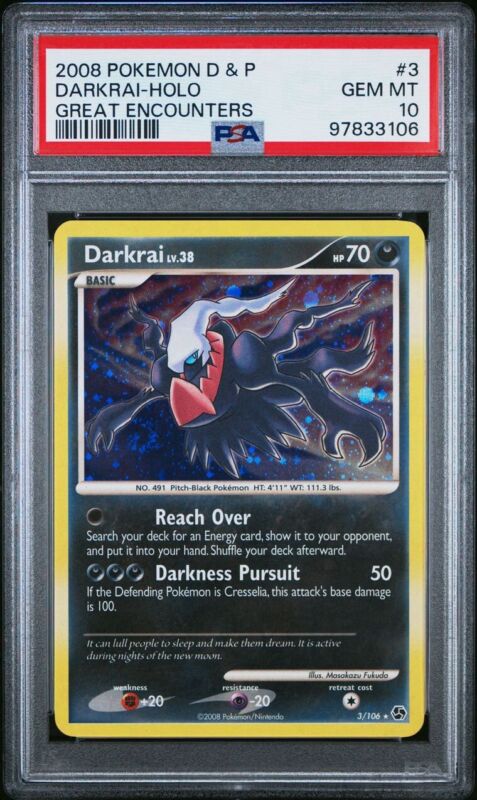 2008 POKEMON D & P #3
DARKRAI-HOLO GEM MT
GREAT ENCOUNTERS 10
PSA 97833106
Darkrai LV.38 HP 70
BASIC
NO. 491 Pitch-Black Pokémon HT: 4'11" WT: 111.3 lbs.
Reach Over
Search your deck for an Energy card, show it to your opponent,
and put it into your hand. Shuffle your deck afterward.
Darkness Pursuit 50
If the Defending Pokémon is Cresselia, this attack's base damage
is 100.
It can lull people to sleep and make them dream. It is active
during nights of the new moon.
Illus. Masakazu Fukuda
weakness resistance retreat cost
+20 -20
©2008 Pokémon/Nintendo 3/106 ★